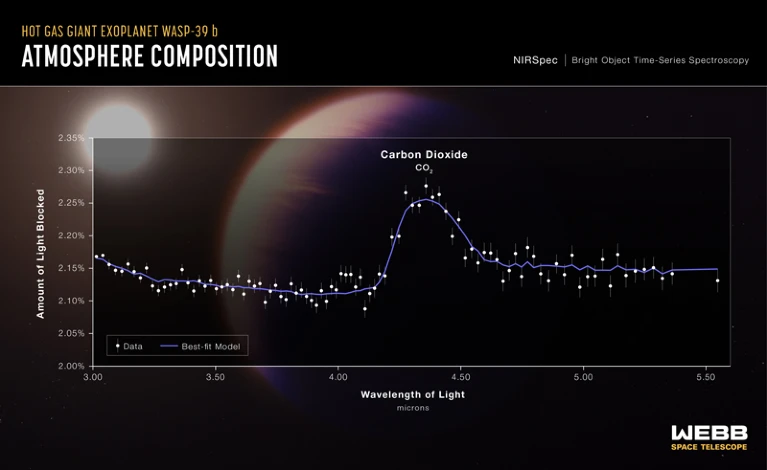 HOT GAS GIANT EXOPLANET WASP-39 b
ATMOSPHERE COMPOSITION
NIRSpec | Bright Object Time-Series Spectroscopy
Carbon Dioxide
CO₂
2.35%
2.30%
2.25%
2.20%
2.15%
2.10%
2.05%
2.00%
Amount of Light Blocked
Data Best-fit Model
3.00 3.50 4.00 4.50 5.00 5.50
Wavelength of Light
microns
WEBB
SPACE TELESCOPE